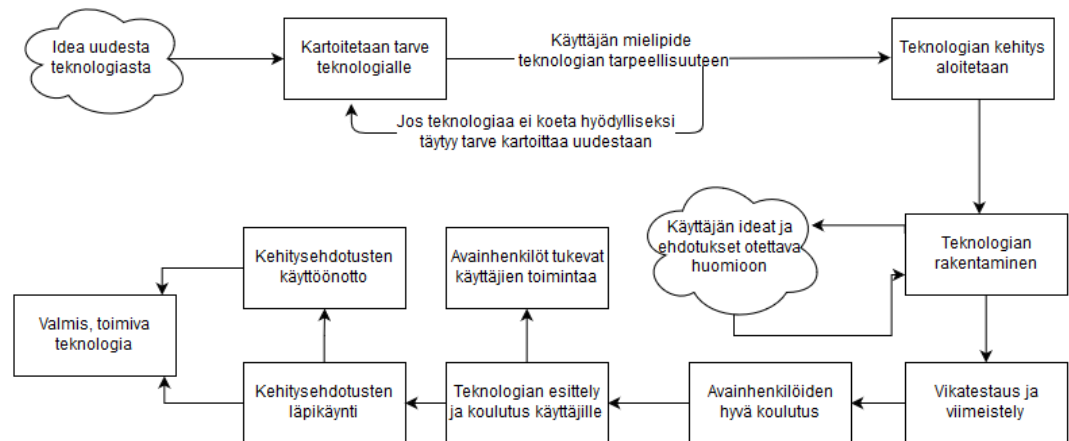 Idea uudesta
teknologiasta
Kartoitetaan tarve
teknologialle
Käyttäjän mielipide
teknologian tarpeellisuuteen
Teknologian kehitys
aloitetaan
Jos teknologiaa ei koeta hyödylliseksi
täytyy tarve kartoittaa uudestaan
Käyttäjän ideat ja
ehdotukset otettava
huomioon
Teknologian
rakentaminen
Kehitysehdotusten
käyttöönotto
Avainhenkilöt tukevat
käyttäjien toimintaa
Valmis, toimiva
teknologia
Kehitysehdotusten
läpikäynti
Teknologian esittely
ja koulutus käyttäjille
Avainhenkilöiden
hyvä koulutus
Vikatestaus ja
viimeistely